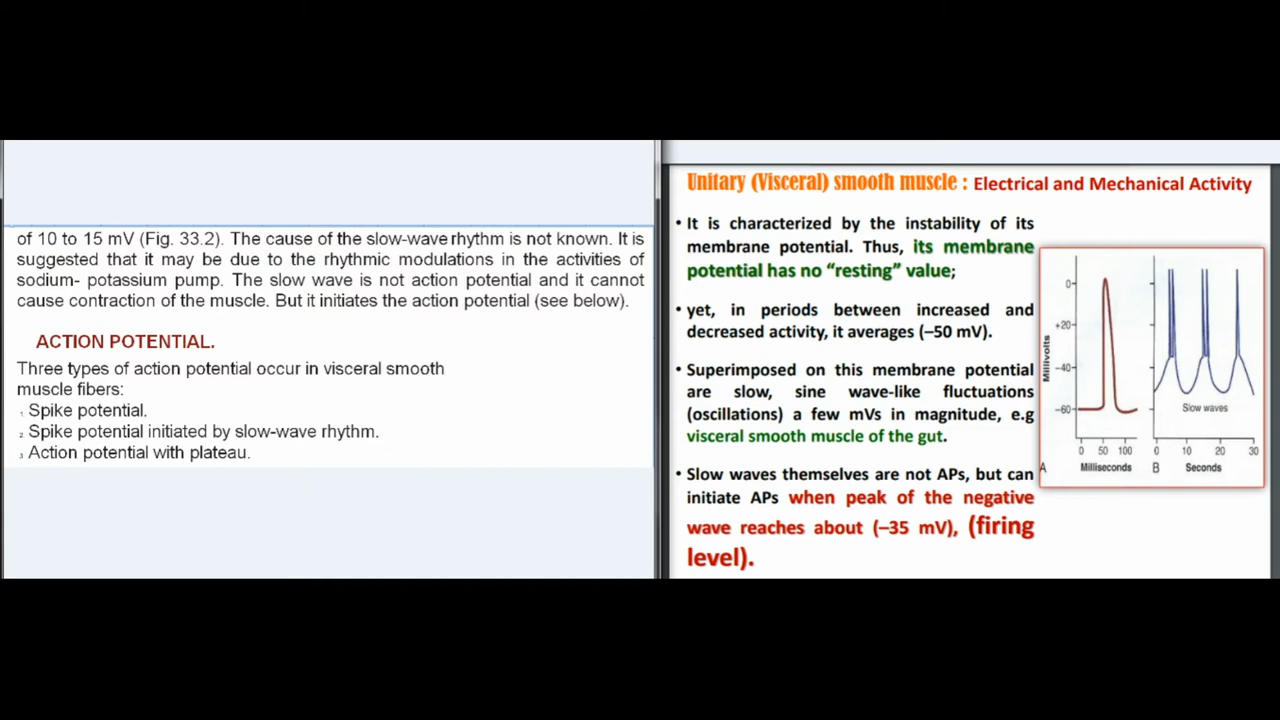 of 10 to 15 mV (Fig. 33.2). The cause of the slow-wave rhythm is not known. It is
suggested that it may be due to the rhythmic modulations in the activities of
sodium- potassium pump. The slow wave is not action potential and it cannot
cause contraction of the muscle. But it initiates the action potential (see below).
ACTION POTENTIAL.
Three types of action potential occur in visceral smooth
muscle fibers:
1. Spike potential.
2. Spike potential initiated by slow-wave rhythm.
3. Action potential with plateau.
Unitary (Visceral) smooth muscle : Electrical and Mechanical Activity
• It is characterized by the instability of its
membrane potential. Thus, its membrane
potential has no “resting” value;
• yet, in periods between increased and
decreased activity, it averages (–50 mV).
• Superimposed on this membrane potential
are slow, sine wave-like fluctuations
(oscillations) a few mVs in magnitude, e.g
visceral smooth muscle of the gut.
• Slow waves themselves are not APs, but can
initiate APs when peak of the negative
wave reaches about (–35 mV), (firing
level).
Millivolts
0
+20
–40
–60
0 50 100
A Milliseconds
Slow waves
0 10 20 30
B Seconds